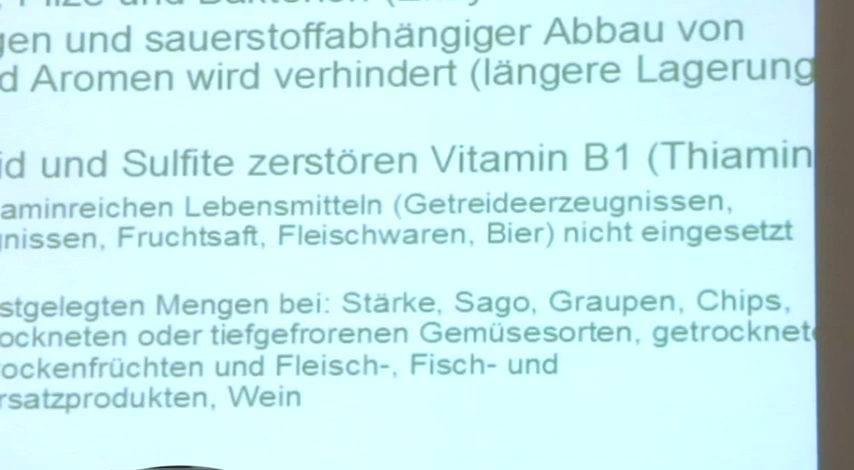 gen und sauerstoffabhängiger Abbau von
d Aromen wird verhindert (längere Lagerung
id und Sulfite zerstören Vitamin B1 (Thiamin
aminreichen Lebensmitteln (Getreideerzeugnissen,
gnissen, Fruchtsaft, Fleischwaren, Bier) nicht eingesetzt
stgelegten Mengen bei: Stärke, Sago, Graupen, Chips,
ockneten oder tiefgefrorenen Gemüsesorten, getrocknet
ockenfrüchten und Fleisch-, Fisch- und
rsatzprodukten, Wein